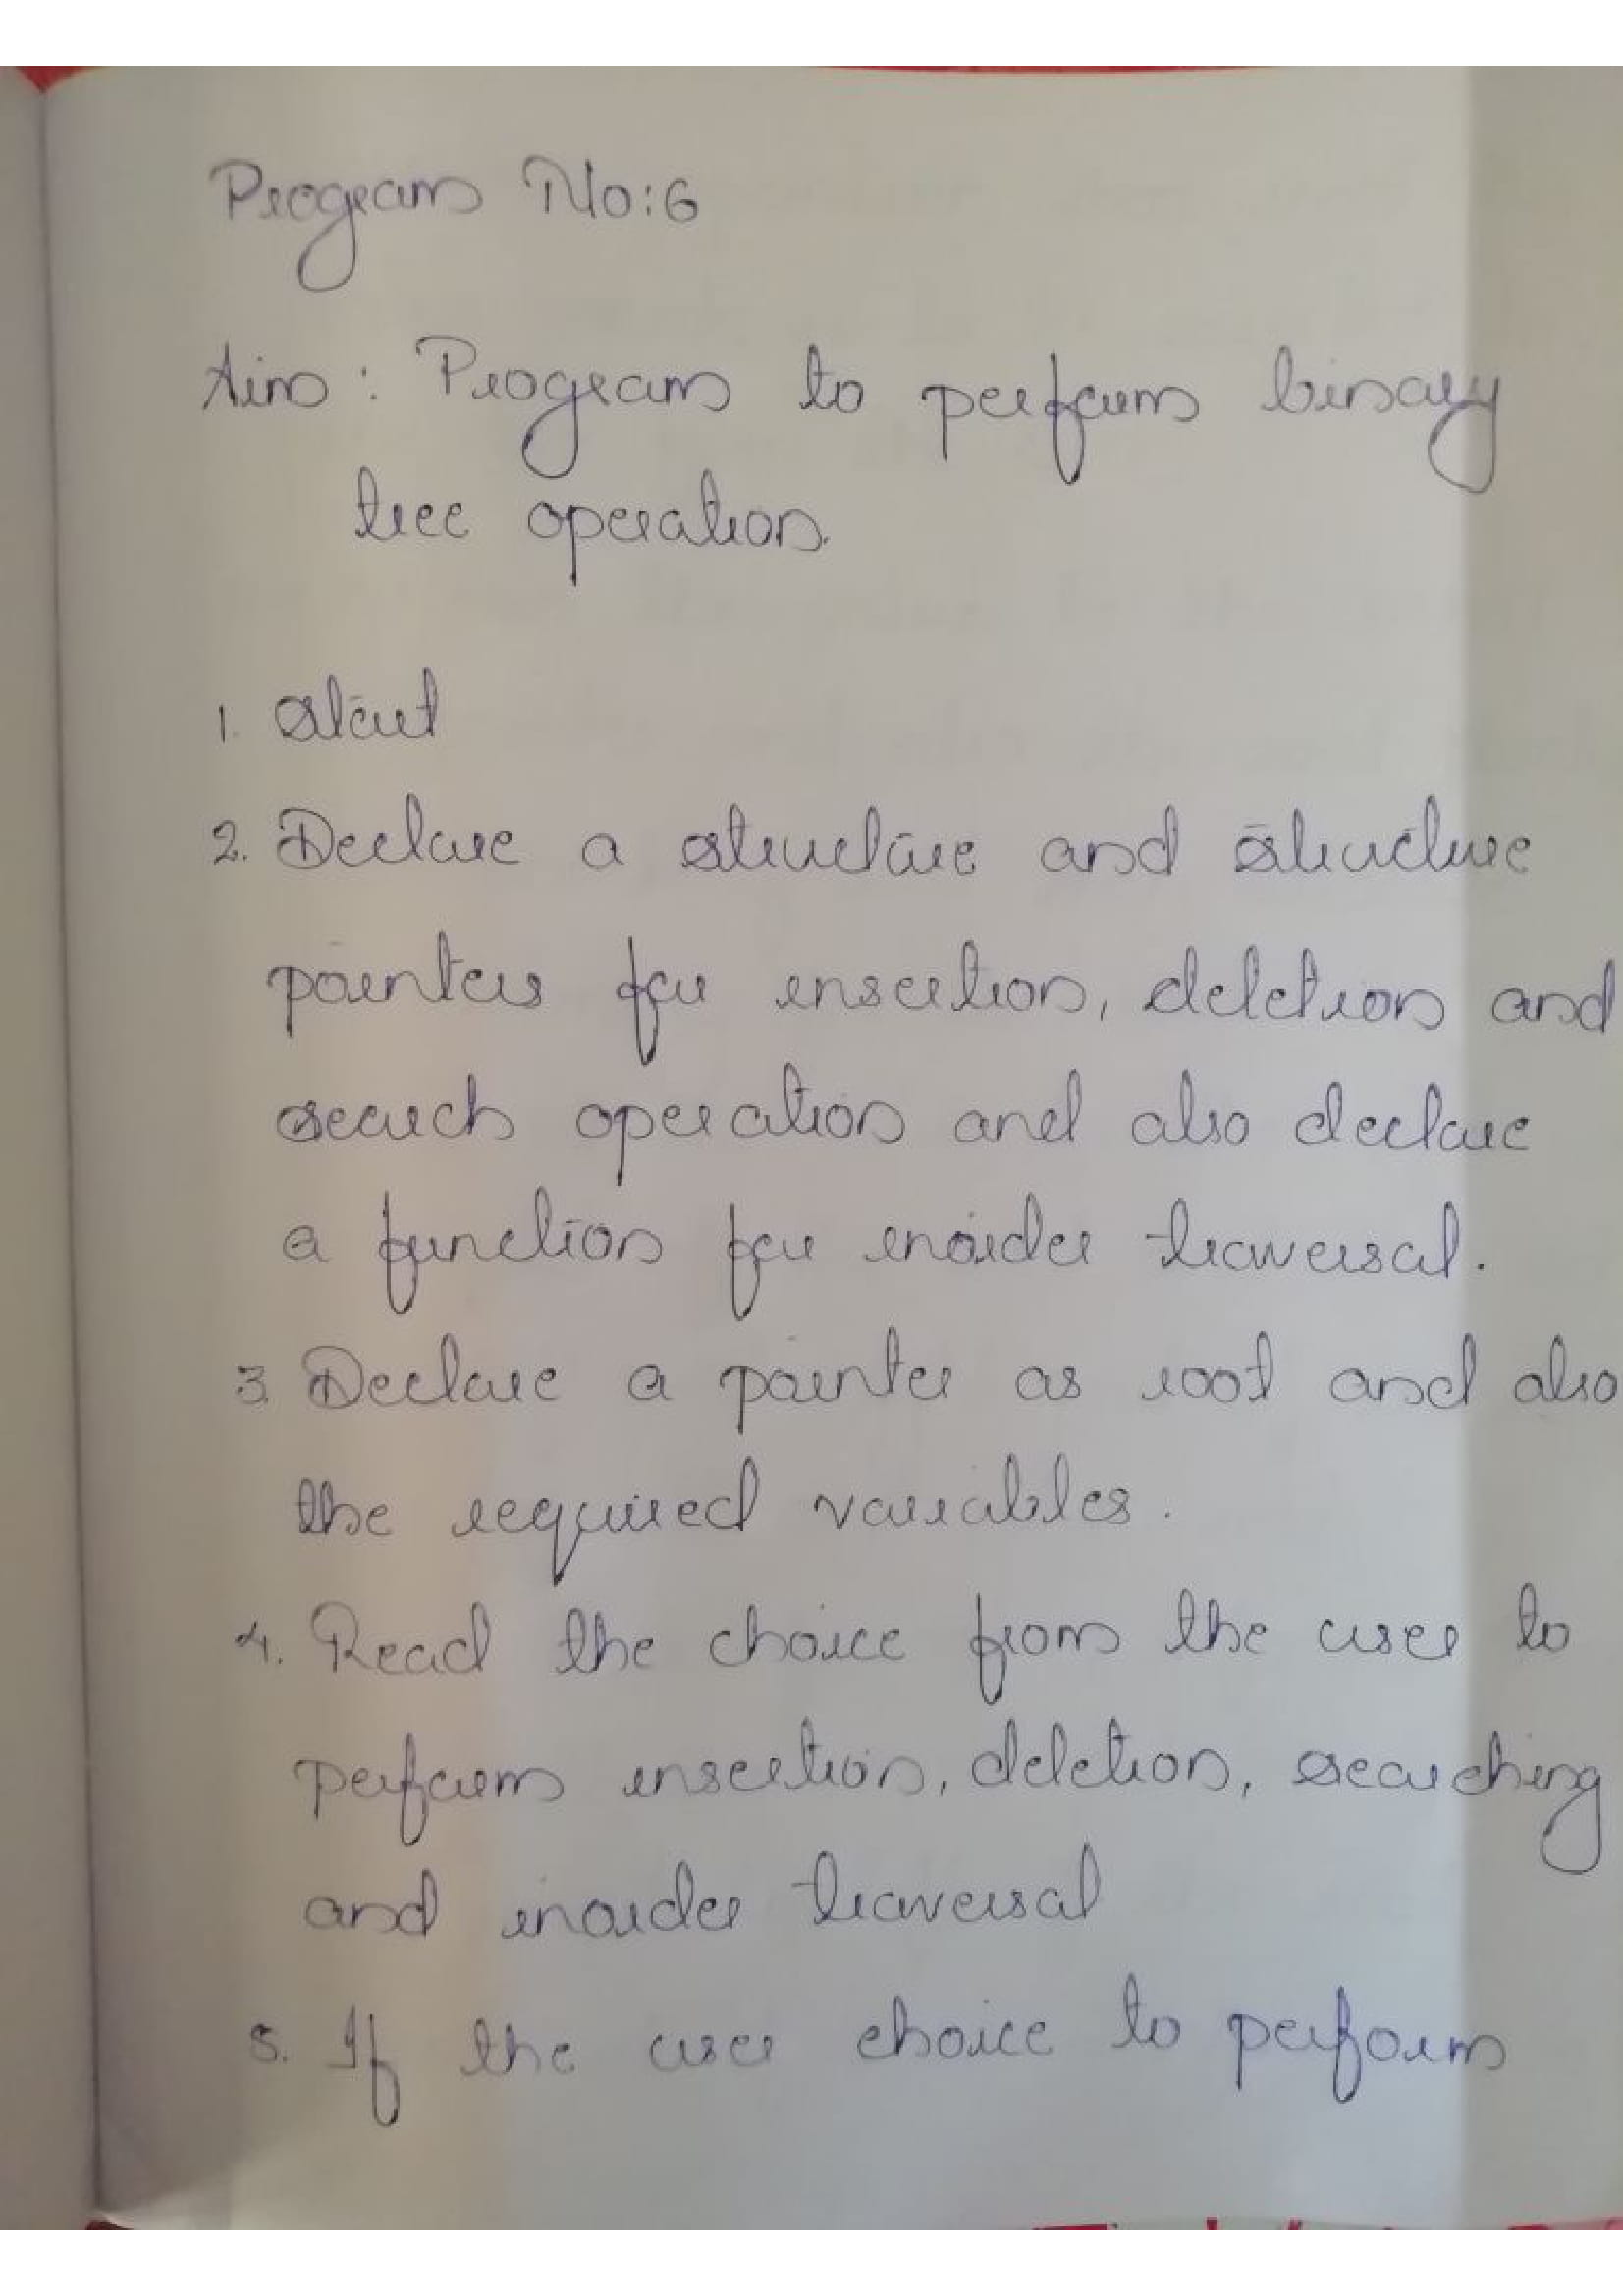 Program No:6
Aim : Program to perform binary
tree operation.
1. Start
2. Declare a structure and structure
pointers for insertion, deletion and
search operation and also declare
a function for inorder traversal.
3. Declare a pointer as root and also
the required variables.
4. Read the choice from the user to
perform insertion, deletion, searching
and inorder traversal
5. If the user choice to perform